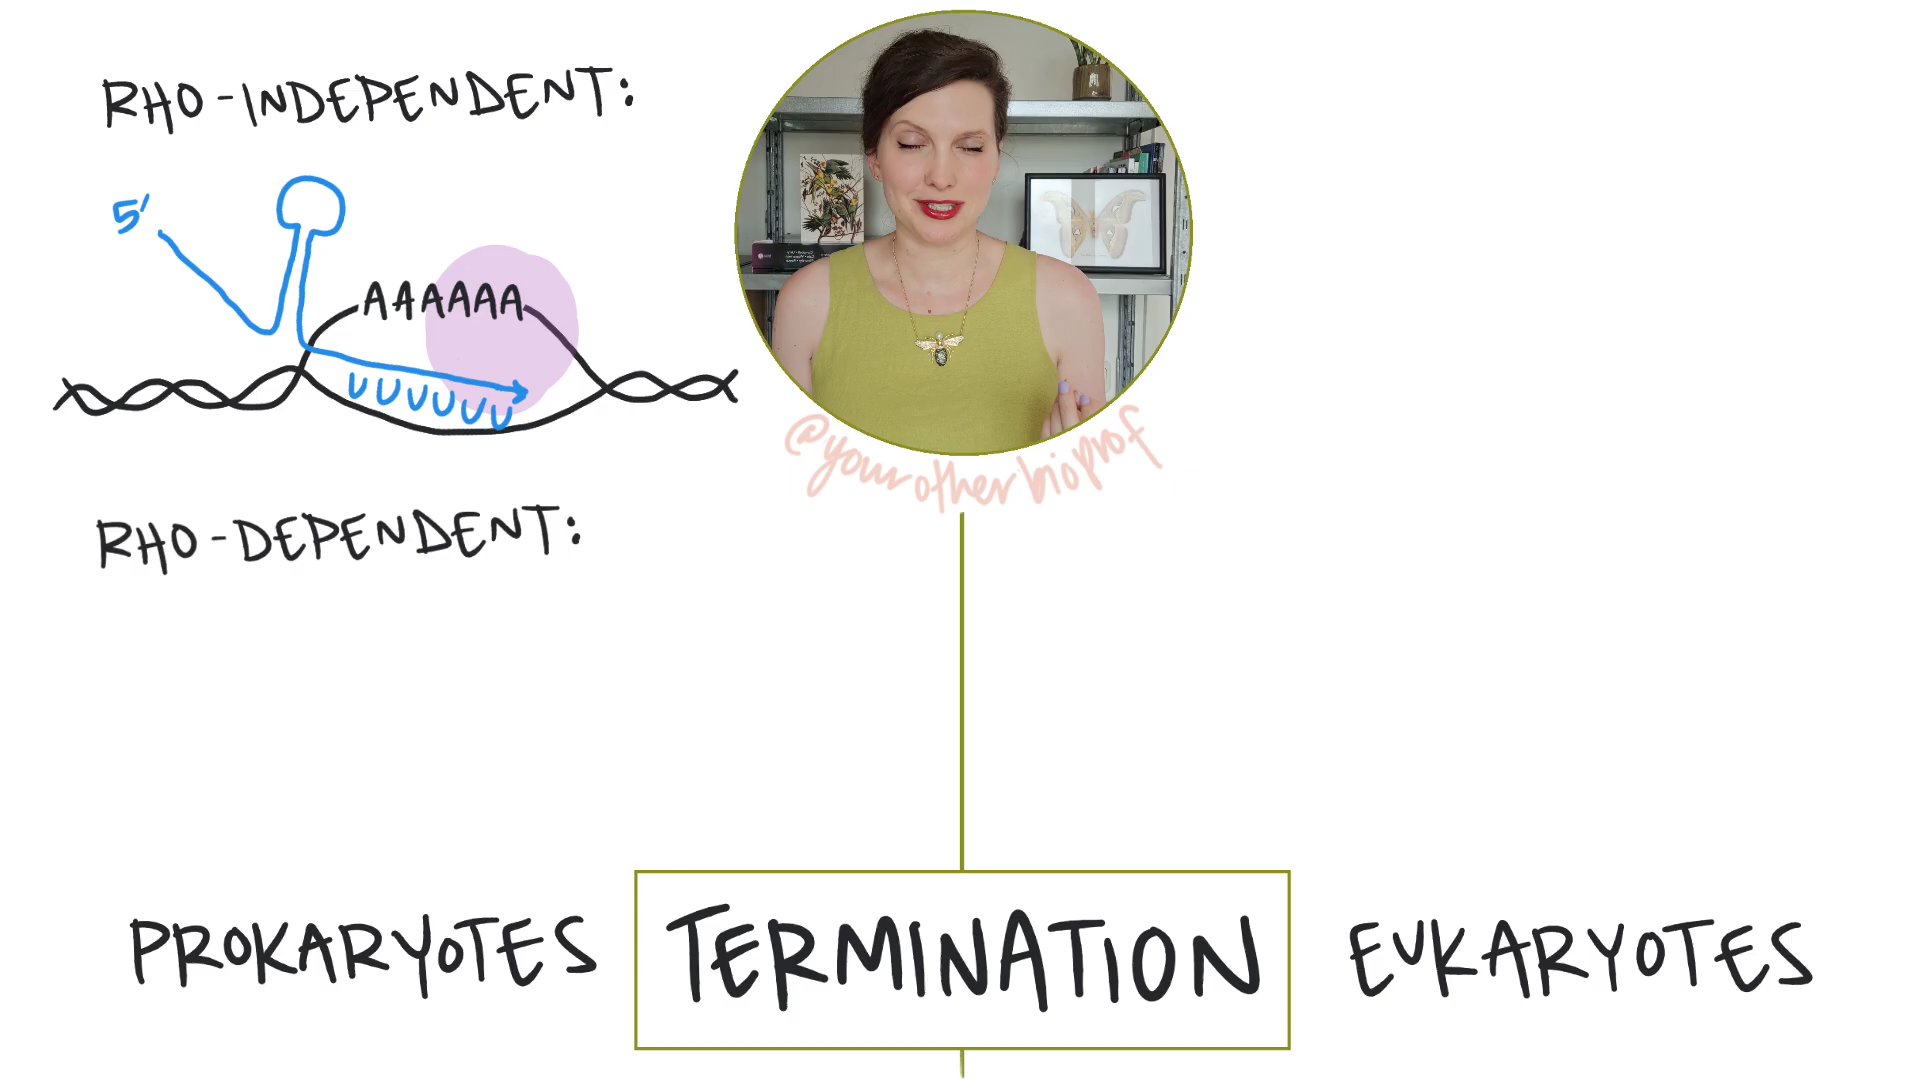 RHO-INDEPENDENT:
5'
AAAAAA
UUUUUU
@yourotherbioprof
RHO-DEPENDENT:
PROKARYOTES
TERMINATION
EUKARYOTES